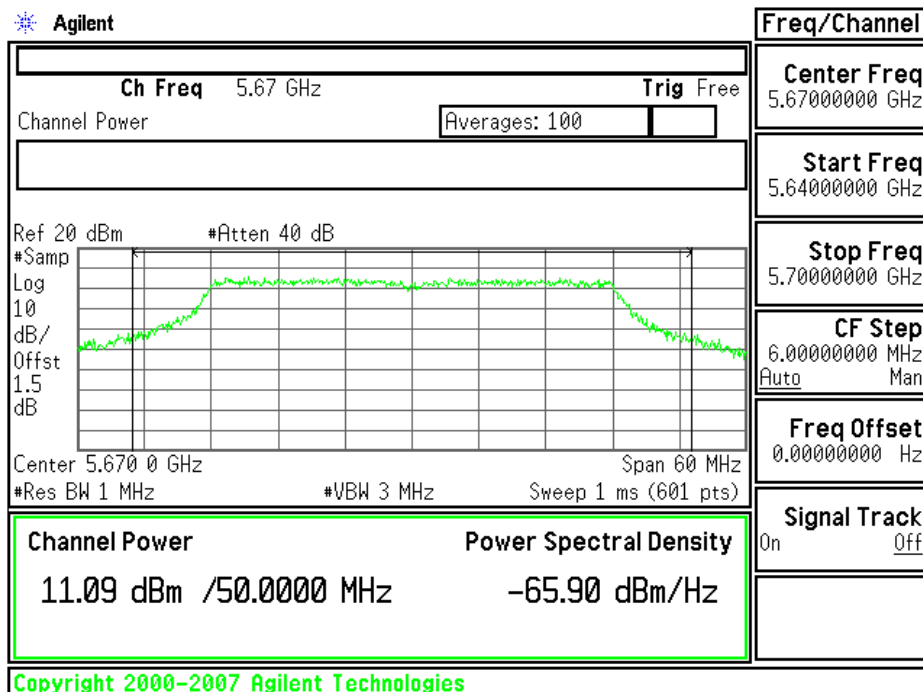 Agilent
Freq/Channel
Ch Freq 5.67 GHz Trig Free
Channel Power Averages: 100
Ref 20 dBm #Atten 40 dB
#Samp
Log
10
dB/
Offst
1.5
dB
Center 5.670 0 GHz Span 60 MHz
#Res BW 1 MHz #VBW 3 MHz Sweep 1 ms (601 pts)
Channel Power Power Spectral Density
11.09 dBm /50.0000 MHz -65.90 dBm/Hz
Center Freq
5.67000000 GHz
Start Freq
5.64000000 GHz
Stop Freq
5.70000000 GHz
CF Step
6.00000000 MHz
Auto Man
Freq Offset
0.00000000 Hz
Signal Track
On Off
Copyright 2000-2007 Agilent Technologies